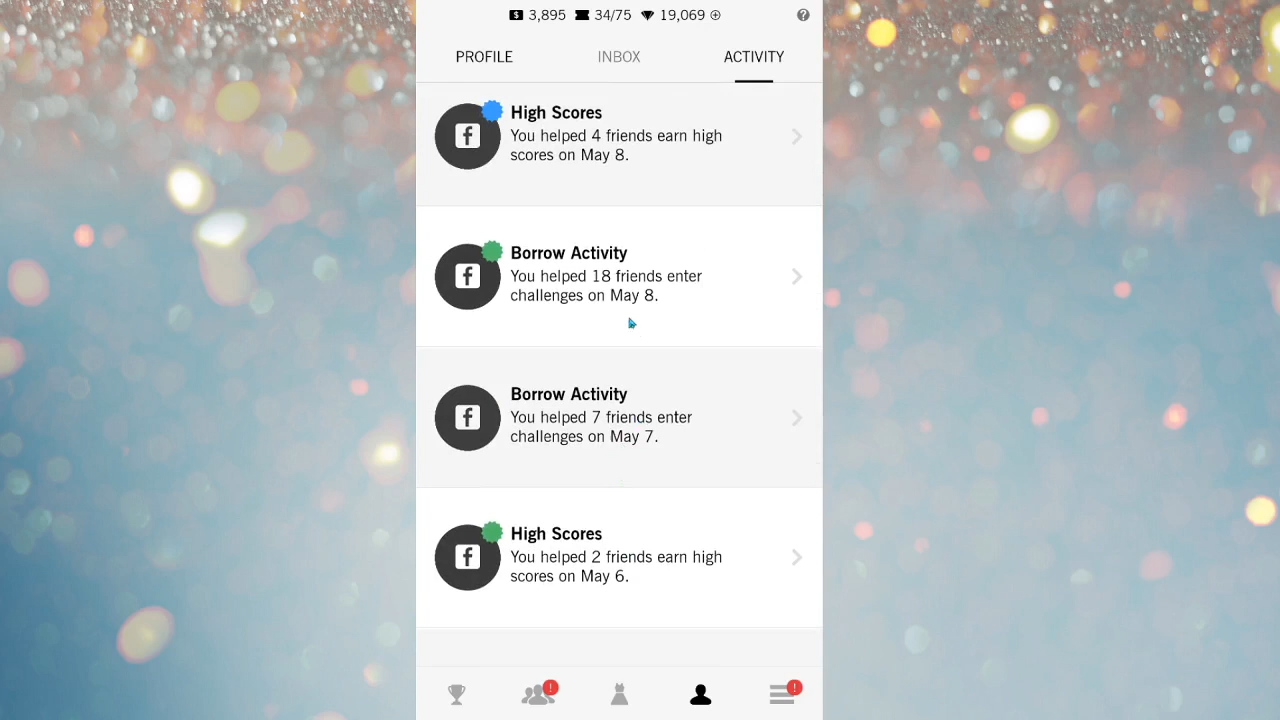 3,895 34/75 19,069
PROFILE INBOX ACTIVITY
High Scores
You helped 4 friends earn high
scores on May 8.
Borrow Activity
You helped 18 friends enter
challenges on May 8.
Borrow Activity
You helped 7 friends enter
challenges on May 7.
High Scores
You helped 2 friends earn high
scores on May 6.